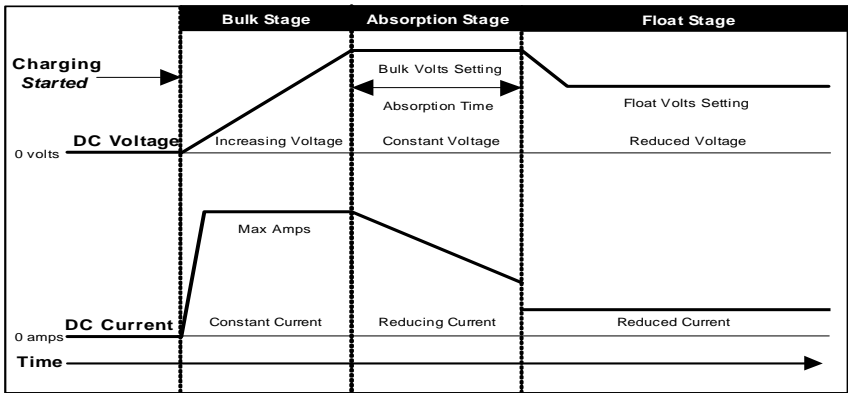 Bulk Stage Absorption Stage Float Stage
Charging
Started
Bulk Volts Setting
Absorption Time
Float Volts Setting
DC Voltage
Increasing Voltage Constant Voltage Reduced Voltage
0 volts
Max Amps
DC Current
Constant Current Reducing Current Reduced Current
0 amps
Time